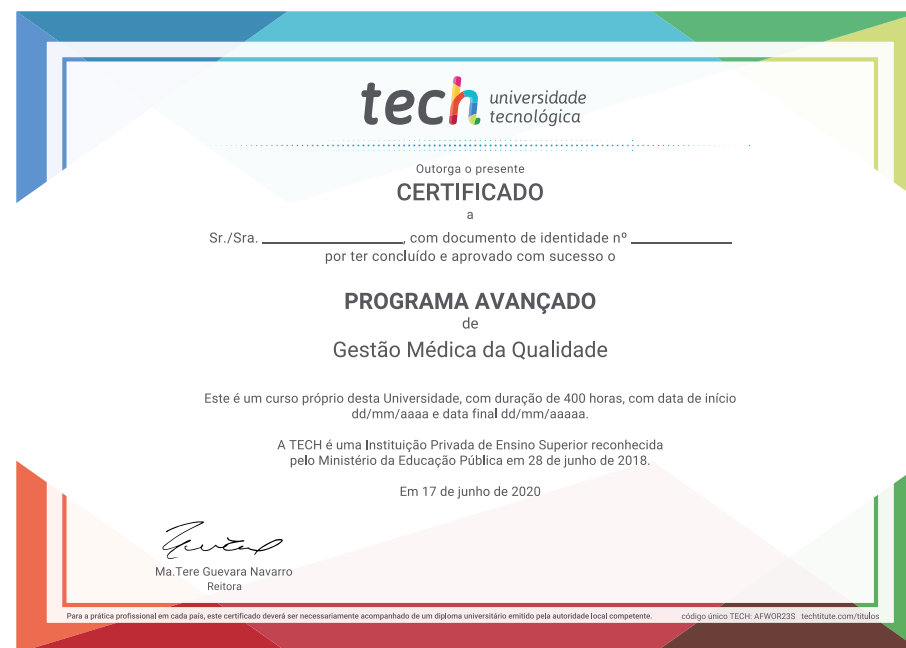 tech universidade
tecnológica
Outorga o presente
CERTIFICADO
a
Sr./Sra. ____________, com documento de identidade nº ____________
por ter concluído e aprovado com sucesso o
PROGRAMA AVANÇADO
de
Gestão Médica da Qualidade
Este é um curso próprio desta Universidade, com duração de 400 horas, com data de início
dd/mm/aaaa e data final dd/mm/aaaaa.
A TECH é uma Instituição Privada de Ensino Superior reconhecida
pelo Ministério da Educação Pública em 28 de junho de 2018.
Em 17 de junho de 2020
Ma.Tere Guevara Navarro
Reitora
Para a prática profissional em cada país, este certificado deverá ser necessariamente acompanhado de um diploma universitário emitido pela autoridade local competente. código único TECH: AFWOR23S techtitute.com/titulos